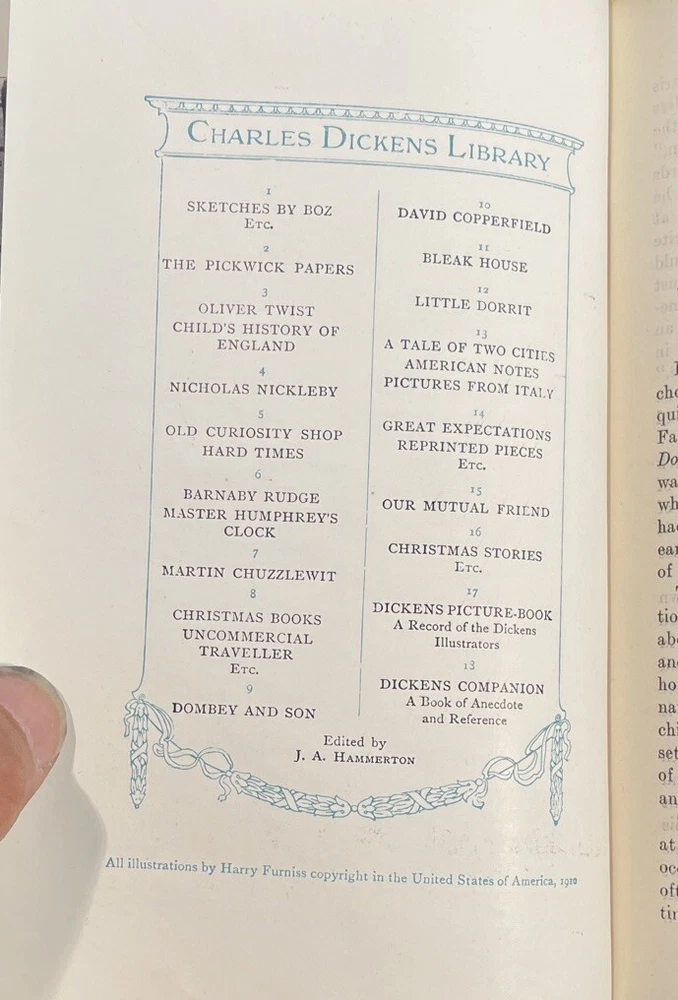 CHARLES DICKENS LIBRARY
1
SKETCHES BY BOZ
ETC.
2
THE PICKWICK PAPERS
3
OLIVER TWIST
CHILD'S HISTORY OF
ENGLAND
4
NICHOLAS NICKLEBY
5
OLD CURIOSITY SHOP
HARD TIMES
6
BARNABY RUDGE
MASTER HUMPHREY'S
CLOCK
7
MARTIN CHUZZLEWIT
8
CHRISTMAS BOOKS
UNCOMMERCIAL
TRAVELLER
ETC.
9
DOMBEY AND SON
10
DAVID COPPERFIELD
11
BLEAK HOUSE
12
LITTLE DORRIT
13
A TALE OF TWO CITIES
AMERICAN NOTES
PICTURES FROM ITALY
14
GREAT EXPECTATIONS
REPRINTED PIECES
ETC.
15
OUR MUTUAL FRIEND
16
CHRISTMAS STORIES
ETC.
17
DICKENS PICTURE-BOOK
A Record of the Dickens
Illustrators
18
DICKENS COMPANION
A Book of Anecdote
and Reference
Edited by
J. A. HAMMERTON
All illustrations by Harry Furniss copyright in the United States of America, 1910